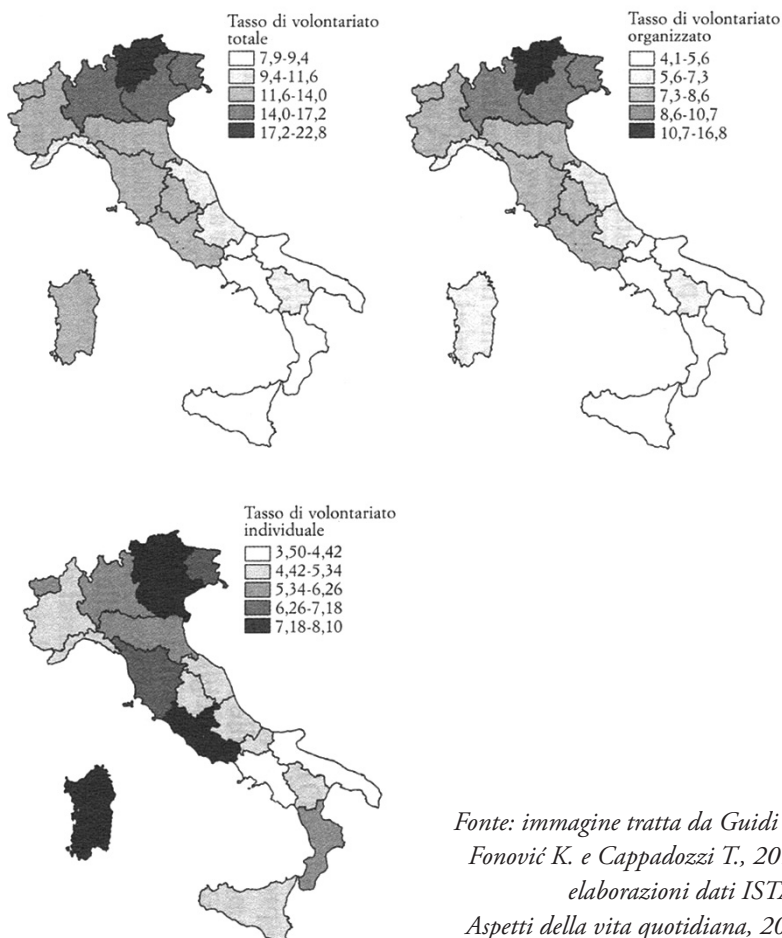 Tasso di volontariato
totale
7,9-9,4
9,4-11,6
11,6-14,0
14,0-17,2
17,2-22,8
Tasso di volontariato
organizzato
4,1-5,6
5,6-7,3
7,3-8,6
8,6-10,7
10,7-16,8
Tasso di volontariato
individuale
3,50-4,42
4,42-5,34
5,34-6,26
6,26-7,18
7,18-8,10
Fonte: immagine tratta da Guidi
Fonović K. e Cappadozzi T., 20
elaborazioni dati
Aspetti della vita quotidiana, 20